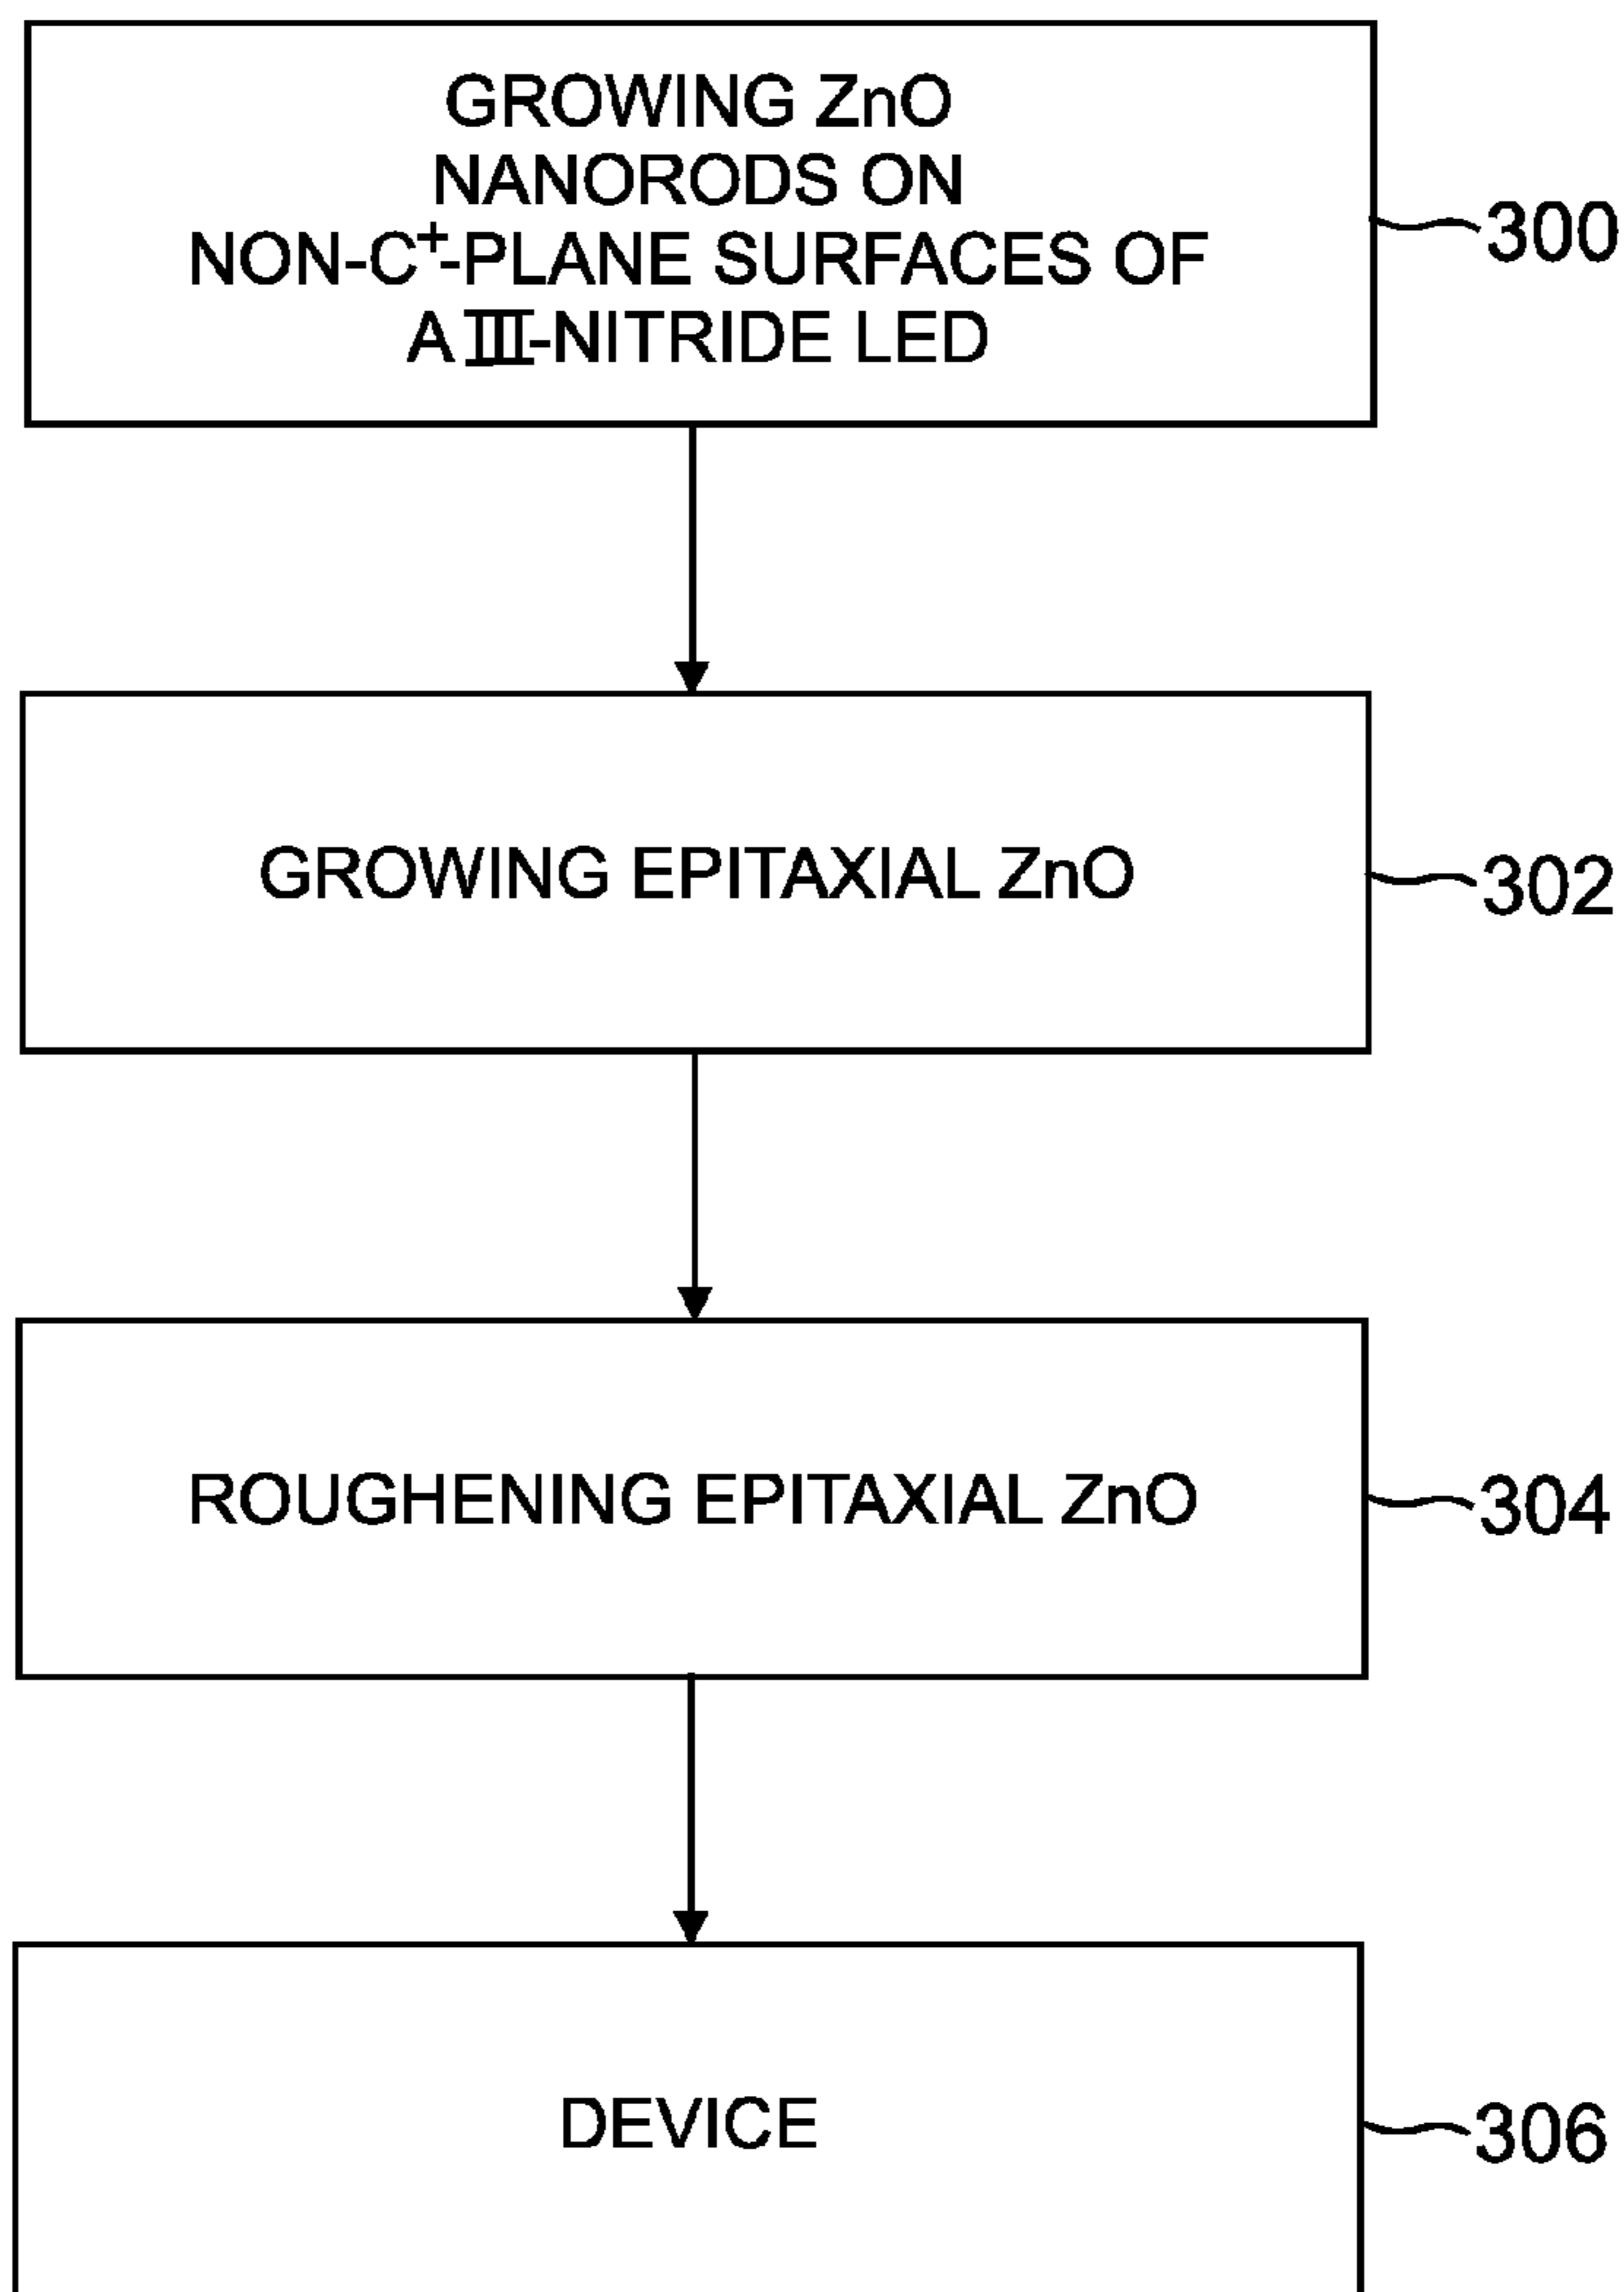 GROWING ZnO
NANORODS ON
NON-C⁺-PLANE SURFACES OF
A III-NITRIDE LED
300
GROWING EPITAXIAL ZnO
302
ROUGHENING EPITAXIAL ZnO
304
DEVICE
306